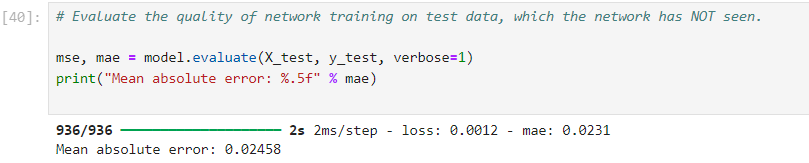 [40]: # Evaluate the quality of network training on test data, which the network has NOT seen.
mse, mae = model.evaluate(X_test, y_test, verbose=1)
print("Mean absolute error: %.5f" % mae)
936/936 ━━━━━━━━━━━━━━━━━━━━ 2s 2ms/step - loss: 0.0012 - mae: 0.0231
Mean absolute error: 0.02458